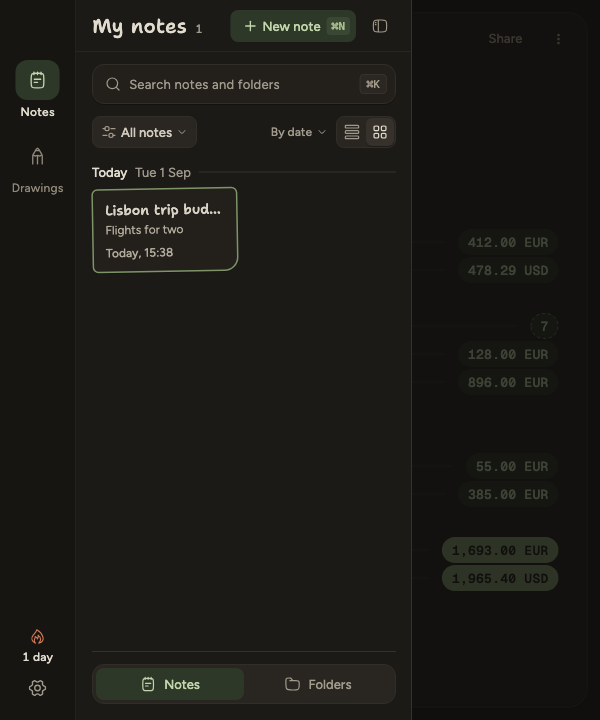 My notes 1
+ New note ⌘N
Share
Search notes and folders ⌘K
Notes
All notes
By date
Drawings
Today Tue 1 Sep
Lisbon trip bud...
Flights for two
Today, 15:38
412.00 EUR
478.29 USD
7
128.00 EUR
896.00 EUR
55.00 EUR
385.00 EUR
1,693.00 EUR
1,965.40 USD
1 day
Notes
Folders